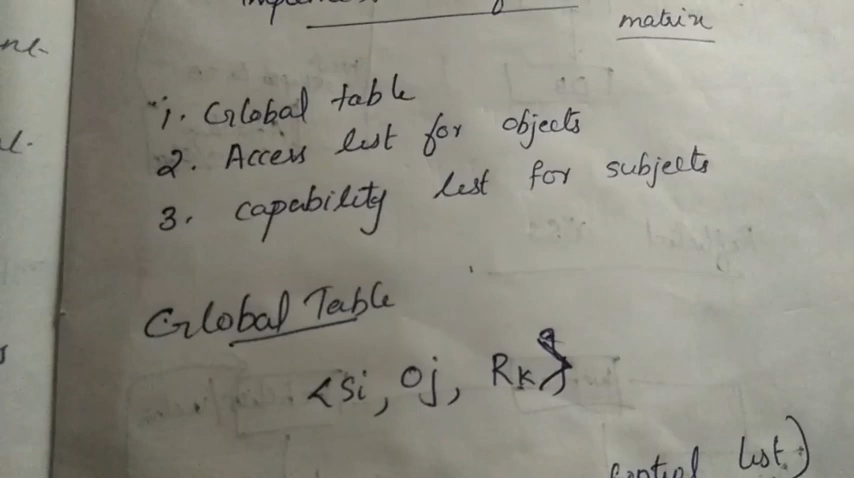 matrix
1. Global table
2. Access list for objects
3. capability list for subjects
Global Table
<Si, Oj, Rk>
control list)